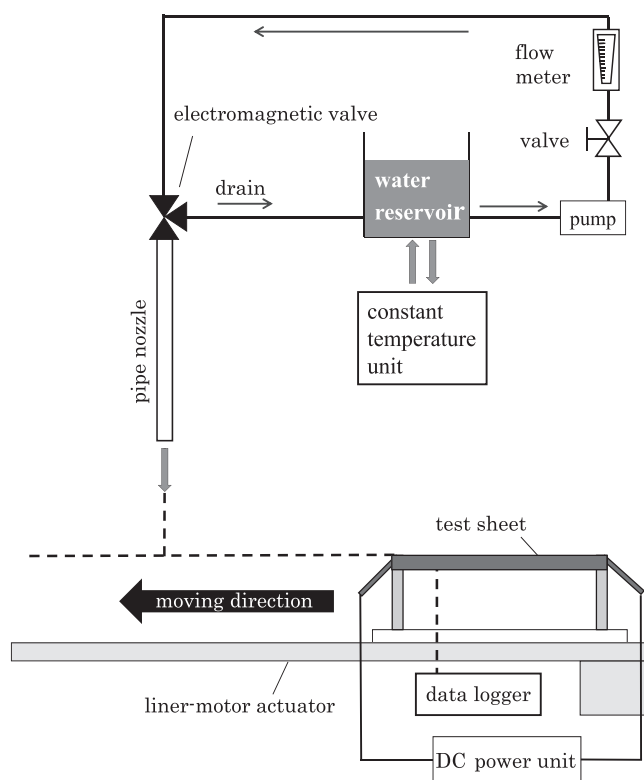 flow
meter
electromagnetic valve
valve
drain
water
reservoir
pump
constant
temperature
unit
pipe nozzle
test sheet
moving direction
liner-motor actuator
data logger
DC power unit